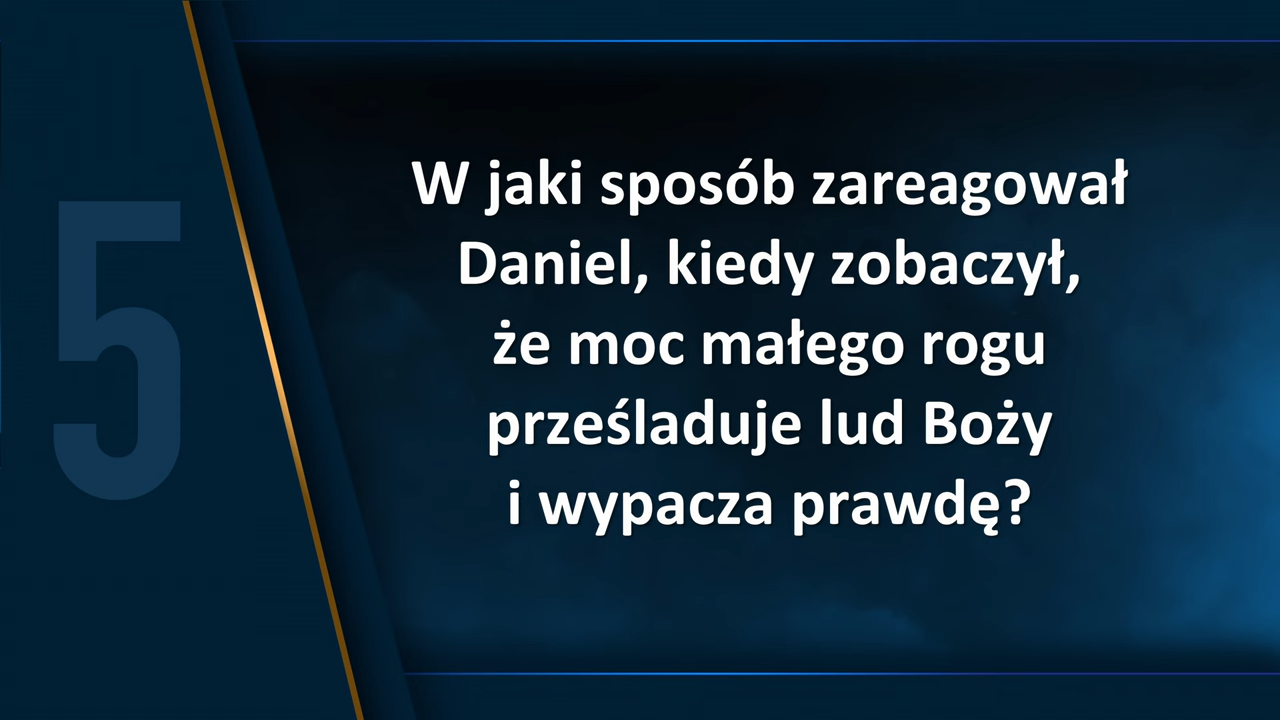 5
W jaki sposób zareagował
Daniel, kiedy zobaczył,
że moc małego rogu
prześladuje lud Boży
i wypacza prawdę?